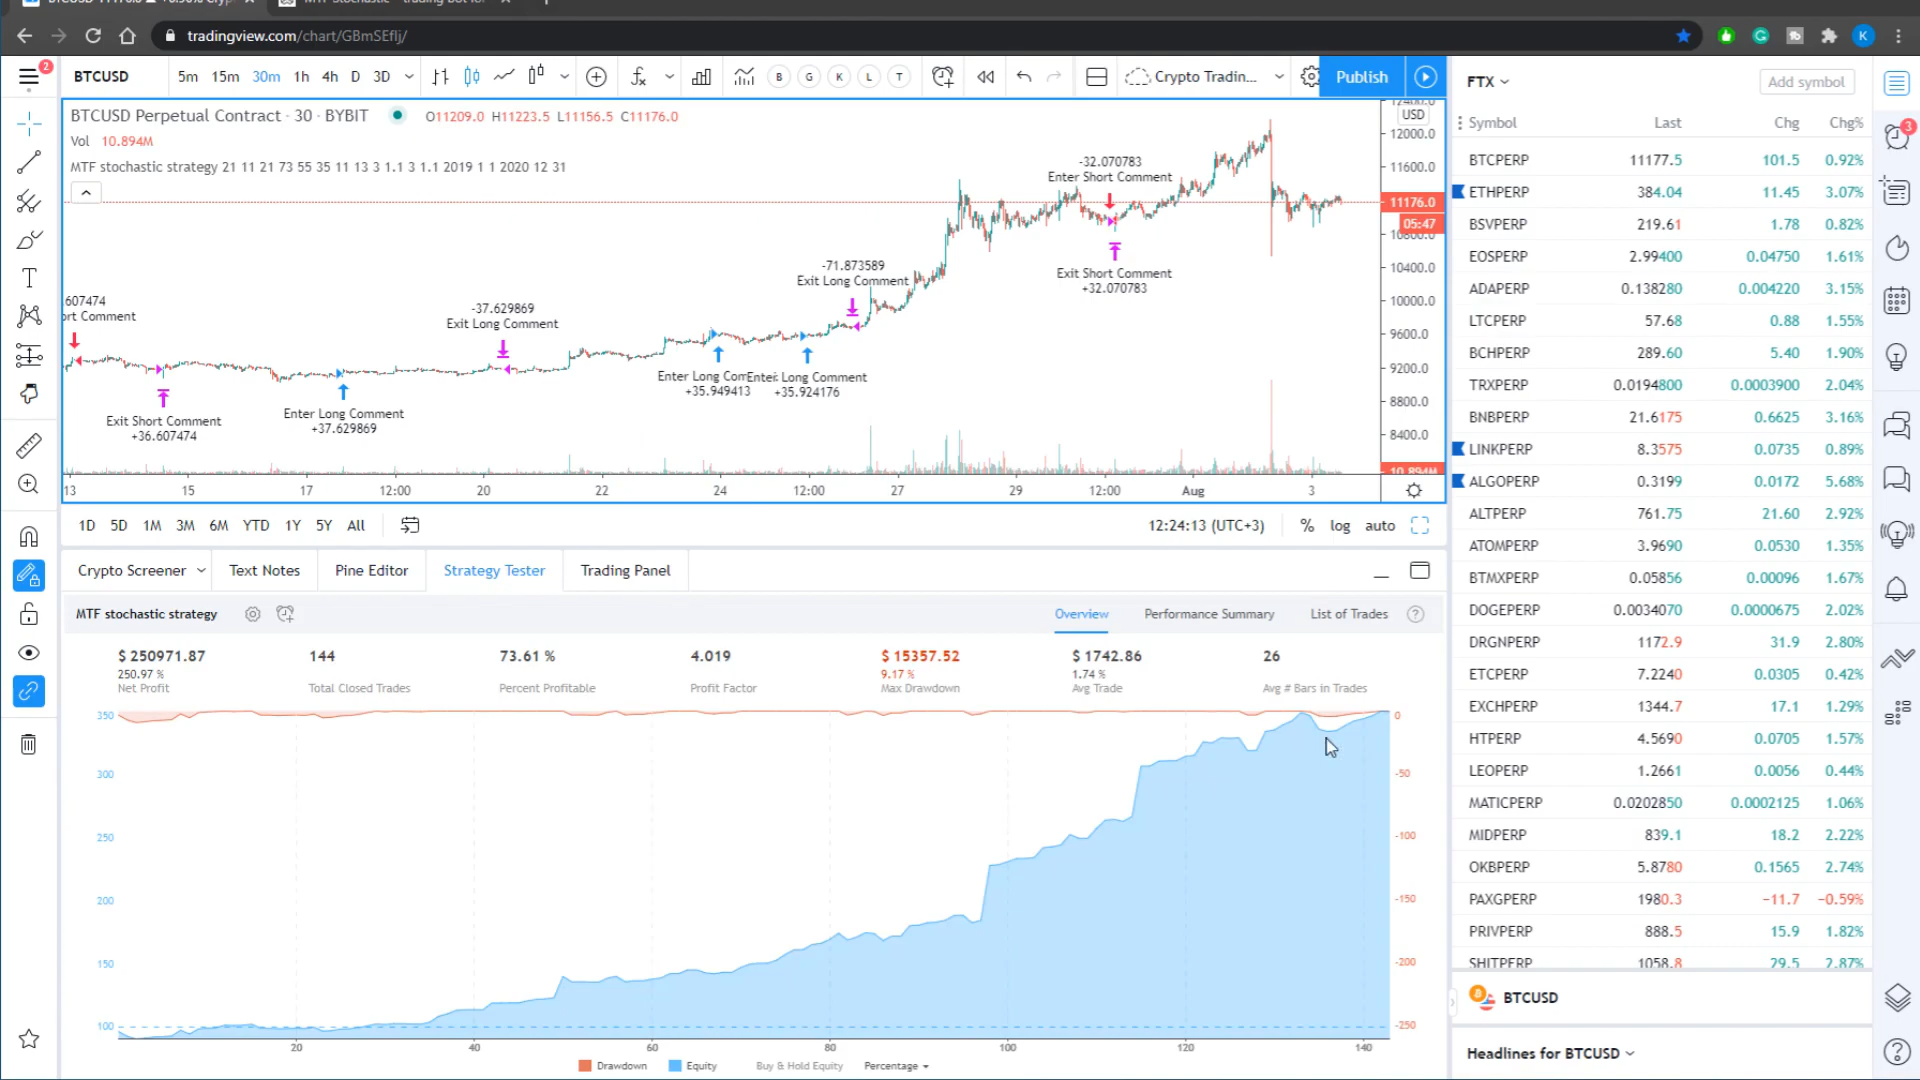 tradingview.com/chart/GBmSEflj/
K
2
BTCUSD
5m 15m 30m 1h 4h D 3D
B G K L T
Crypto Tradin...
Publish
BTCUSD Perpetual Contract · 30 · BYBIT
O11209.0 H11223.5 L11156.5 C11176.0
Vol 10.894M
MTF stochastic strategy 21 11 21 73 55 35 11 13 3 1.1 3 1.1 2019 1 1 2020 12 31
USD
12000.0
11600.0
11176.0
05:47
10800.0
10400.0
10000.0
9600.0
9200.0
8800.0
8400.0
10.894M
-32.070783
Enter Short Comment
Exit Short Comment
+32.070783
-71.873589
Exit Long Comment
-37.629869
Exit Long Comment
607474
ort Comment
Exit Short Comment
+36.607474
Enter Long Comment
+37.629869
Enter Long Com
+35.949413
Enter Long Comment
+35.924176
13 15 17 12:00 20 22 24 12:00 27 29 12:00 Aug 3
1D 5D 1M 3M 6M YTD 1Y 5Y All
12:24:13 (UTC+3) % log auto
Crypto Screener Text Notes Pine Editor Strategy Tester Trading Panel
MTF stochastic strategy
Overview Performance Summary List of Trades
$ 250971.87 144 73.61 % 4.019 $ 15357.52 $ 1742.86 26
250.97 % 9.17 % 1.74 %
Net Profit Total Closed Trades Percent Profitable Profit Factor Max Drawdown Avg Trade Avg # Bars in Trades
350 0
300 -50
250 -100
200 -150
150 -200
100 -250
20 40 60 80 100 120 140
Drawdown Equity Buy & Hold Equity Percentage
FTX Add symbol
Symbol Last Chg Chg%
BTCPERP 11177.5 101.5 0.92%
ETHPERP 384.04 11.45 3.07%
BSVPERP 219.61 1.78 0.82%
EOSPERP 2.99400 0.04750 1.61%
ADAPERP 0.138280 0.004220 3.15%
LTCPERP 57.68 0.88 1.55%
BCHPERP 289.60 5.40 1.90%
TRXPERP 0.0194800 0.0003900 2.04%
BNBPERP 21.6175 0.6625 3.16%
LINKPERP 8.3575 0.0735 0.89%
ALGOPERP 0.3199 0.0172 5.68%
ALTPERP 761.75 21.60 2.92%
ATOMPERP 3.9690 0.0530 1.35%
BTMXPERP 0.05856 0.00096 1.67%
DOGEPERP 0.0034070 0.0000675 2.02%
DRGNPERP 1172.9 31.9 2.80%
ETCPERP 7.2240 0.0305 0.42%
EXCHPERP 1344.7 17.1 1.29%
HTPERP 4.5690 0.0705 1.57%
LEOPERP 1.2661 0.0056 0.44%
MATICPERP 0.0202850 0.0002125 1.06%
MIDPERP 839.1 18.2 2.22%
OKBPERP 5.8780 0.1565 2.74%
PAXGPERP 1980.3 −11.7 −0.59%
PRIVPERP 888.5 15.9 1.82%
SHITPERP 1058.8 29.5 2.87%
BTCUSD
Headlines for BTCUSD
3